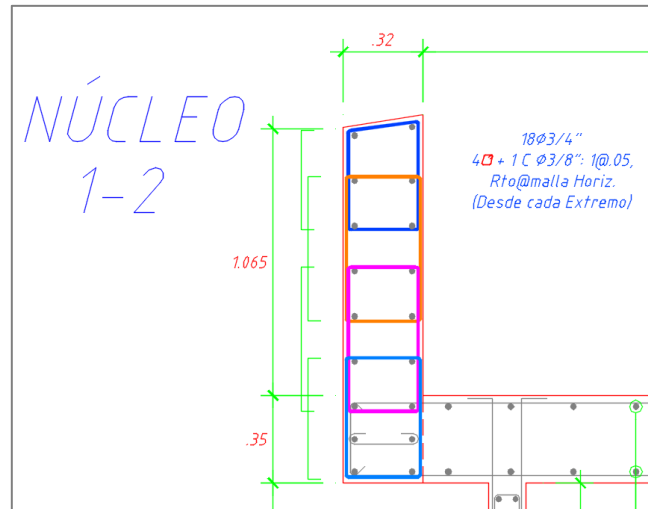 .32
NÚCLEO
1-2
18Ø3/4"
4 + 1 C Ø3/8": 1@.05,
Rto@malla Horiz.
(Desde cada Extremo)
1.065
.35